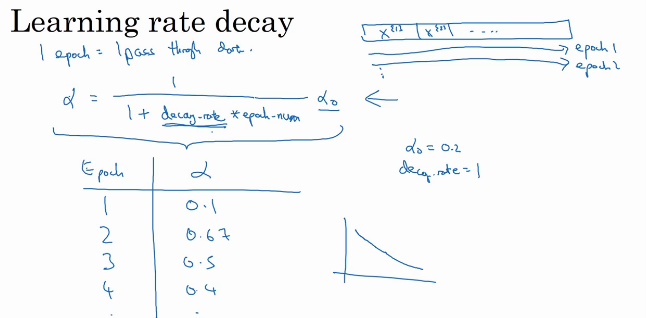 Learning rate decay
1 epoch = 1 pass through data.
X{1} X{2} ....
epoch 1
epoch 2
α = 1 / (1 + decay-rate * epoch-num) α₀ ←
α₀ = 0.2
decay.rate = 1
Epoch α
1 0.1
2 0.67
3 0.5
4 0.4